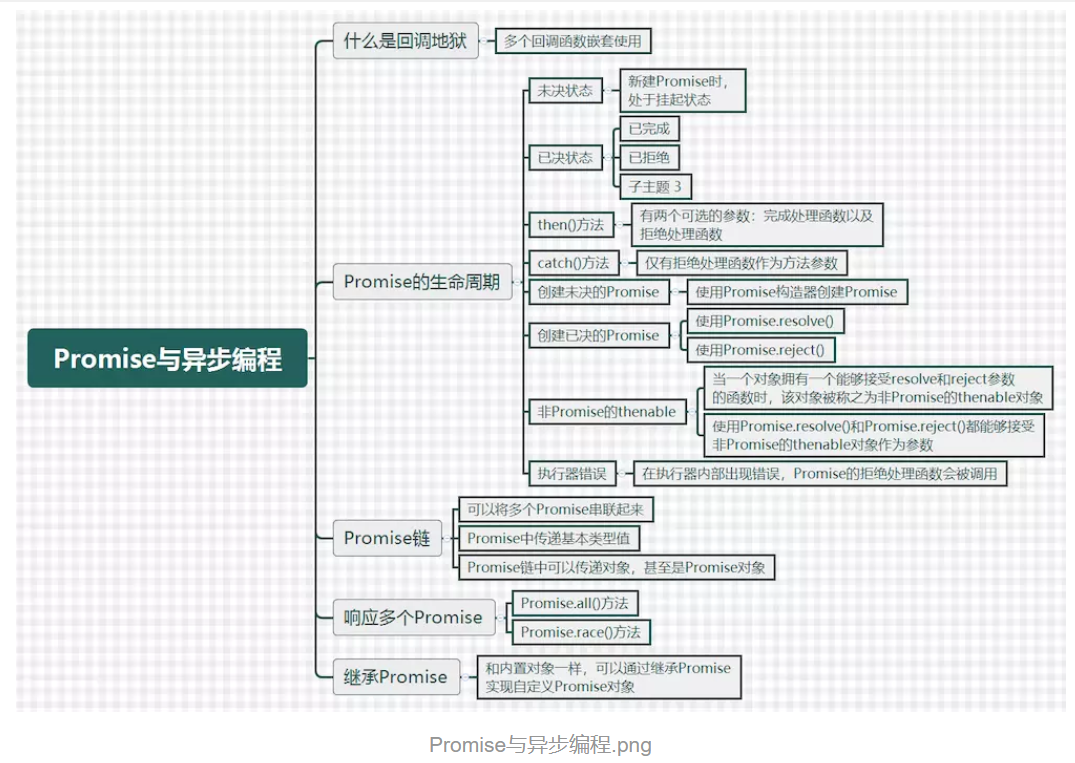 什么是回调地狱
多个回调函数嵌套使用
未决状态
新建Promise时，
处于挂起状态
已决状态
已完成
已拒绝
子主题 3
then()方法
有两个可选的参数：完成处理函数以及
拒绝处理函数
catch()方法
仅有拒绝处理函数作为方法参数
Promise的生命周期
创建未决的Promise
使用Promise构造器创建Promise
创建已决的Promise
使用Promise.resolve()
使用Promise.reject()
Promise与异步编程
非Promise的thenable
当一个对象拥有一个能够接受resolve和reject参数
的函数时，该对象被称之为非Promise的thenable对象
使用Promise.resolve()和Promise.reject()都能够接受
非Promise的thenable对象作为参数
执行器错误
在执行器内部出现错误，Promise的拒绝处理函数会被调用
Promise链
可以将多个Promise串联起来
Promise中传递基本类型值
Promise链中可以传递对象，甚至是Promise对象
响应多个Promise
Promise.all()方法
Promise.race()方法
继承Promise
和内置对象一样，可以通过继承Promise
实现自定义Promise对象
Promise与异步编程.png